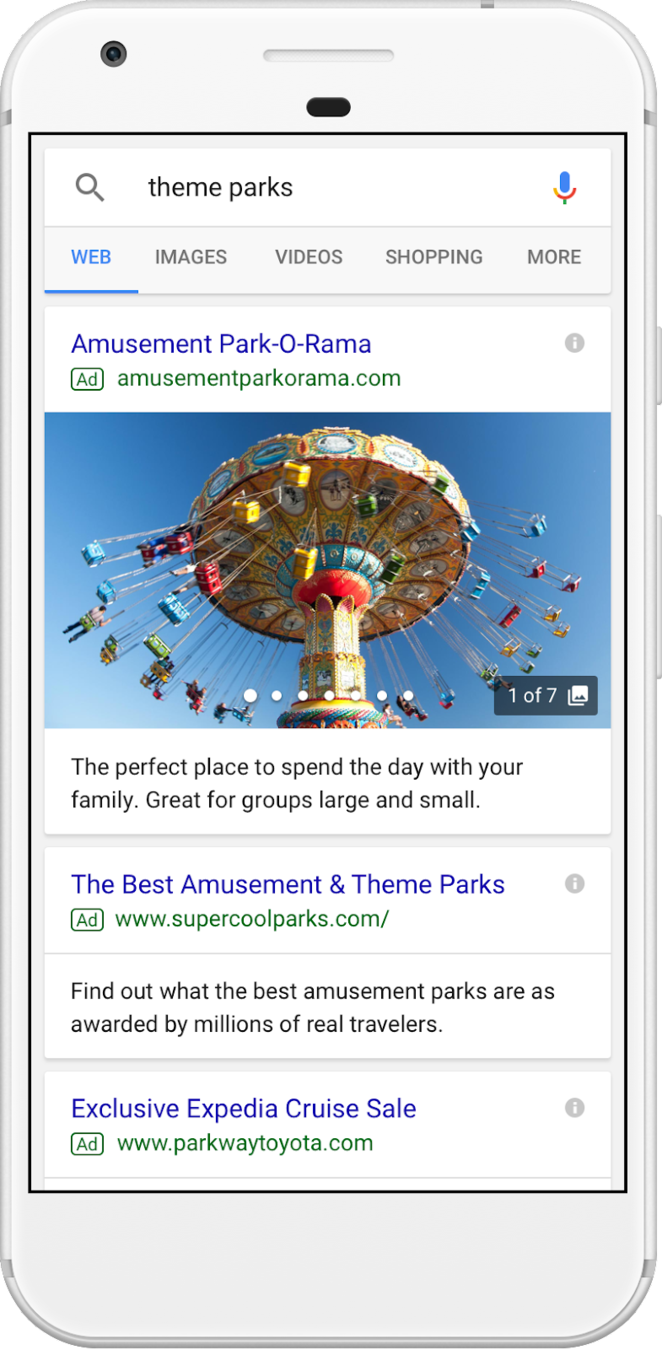 theme parks
WEB IMAGES VIDEOS SHOPPING MORE
Amusement Park-O-Rama
Ad amusementparkorama.com
1 of 7
The perfect place to spend the day with your
family. Great for groups large and small.
The Best Amusement & Theme Parks
Ad www.supercoolparks.com/
Find out what the best amusement parks are as
awarded by millions of real travelers.
Exclusive Expedia Cruise Sale
Ad www.parkwaytoyota.com